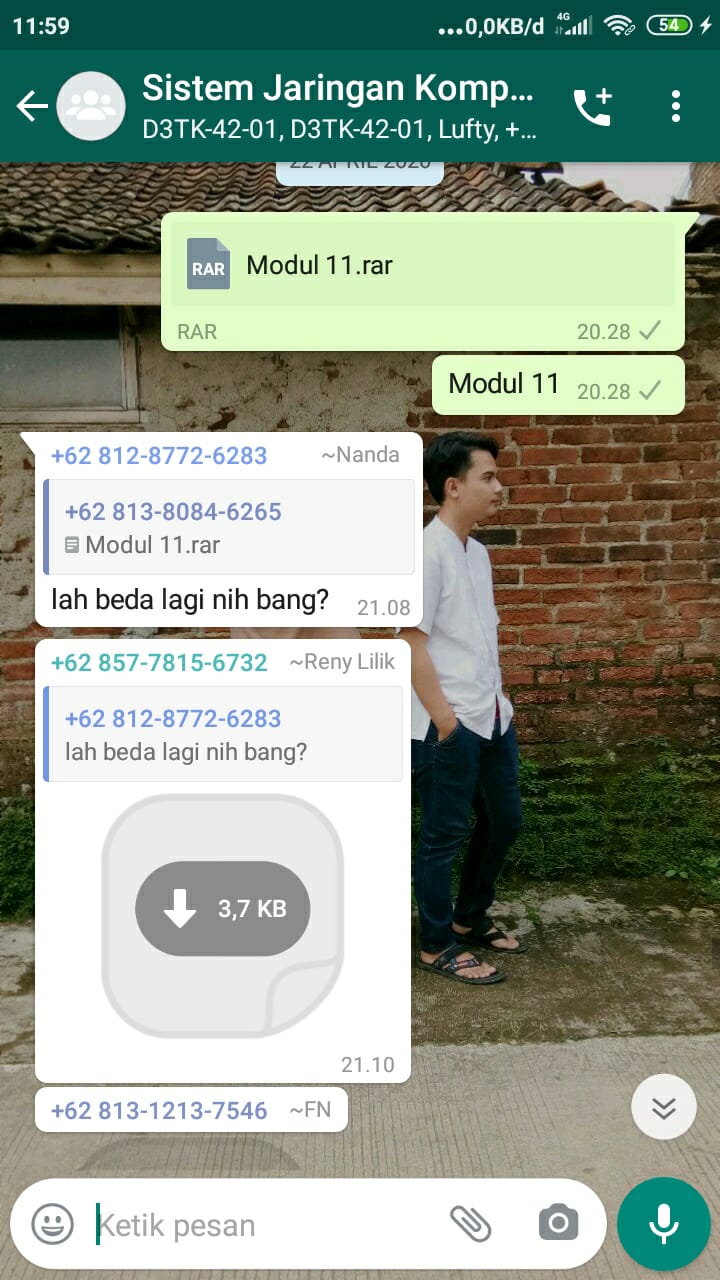 11:59
...0,0KB/d 4G 54
Sistem Jaringan Komp...
D3TK-42-01, D3TK-42-01, Lufty, +...
22 APRIL 2020
RAR Modul 11.rar
RAR 20.28
Modul 11 20.28
+62 812-8772-6283 ~Nanda
+62 813-8084-6265
Modul 11.rar
lah beda lagi nih bang? 21.08
+62 857-7815-6732 ~Reny Lilik
+62 812-8772-6283
lah beda lagi nih bang?
3,7 KB
21.10
+62 813-1213-7546 ~FN
Ketik pesan